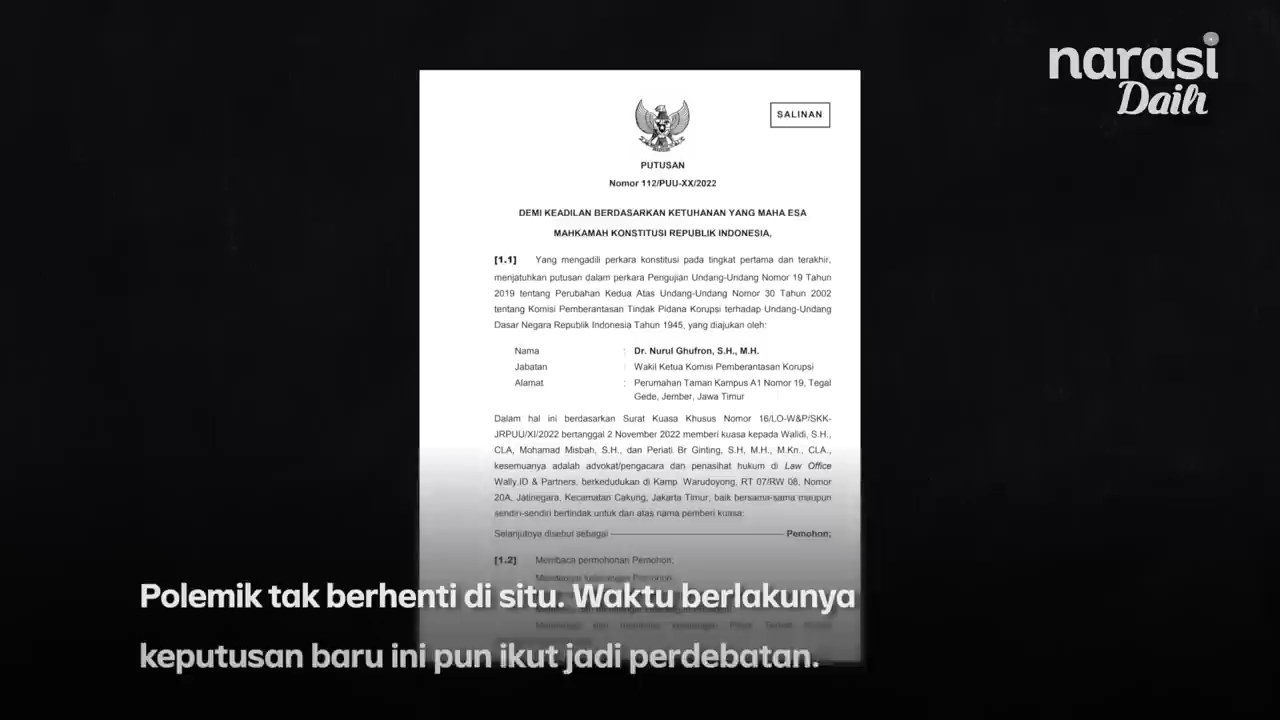 narasi
Daily
SALINAN
PUTUSAN
Nomor 112/PUU-XX/2022
DEMI KEADILAN BERDASARKAN KETUHANAN YANG MAHA ESA
MAHKAMAH KONSTITUSI REPUBLIK INDONESIA,
[1.1] Yang mengadili perkara konstitusi pada tingkat pertama dan terakhir,
menjatuhkan putusan dalam perkara Pengujian Undang-Undang Nomor 19 Tahun
2019 tentang Perubahan Kedua Atas Undang-Undang Nomor 30 Tahun 2002
tentang Komisi Pemberantasan Tindak Pidana Korupsi terhadap Undang-Undang
Dasar Negara Republik Indonesia Tahun 1945, yang diajukan oleh:
Nama : Dr. Nurul Ghufron, S.H., M.H.
Jabatan : Wakil Ketua Komisi Pemberantasan Korupsi
Alamat : Perumahan Taman Kampus A1 Nomor 19, Tegal
Gede, Jember, Jawa Timur
Dalam hal ini berdasarkan Surat Kuasa Khusus Nomor 16/LO-W&P/SKK-
JRPUU/XI/2022 bertanggal 2 November 2022 memberi kuasa kepada Walidi, S.H.,
CLA, Mohamad Misbah, S.H., dan Periati Br Ginting, S.H, M.H., M.Kn., CLA.,
kesemuanya adalah advokat/pengacara dan penasihat hukum di Law Office
Wally.ID & Partners, berkedudukan di Kamp. Warudoyong, RT 07/RW 08, Nomor
20A, Jatinegara, Kecamatan Cakung, Jakarta Timur, baik bersama-sama maupun
sendiri-sendiri bertindak untuk dan atas nama pemberi kuasa:
Selanjutnya disebut sebagai Pemohon;
[1.2] Membaca permohonan Pemohon;
Mendengar keterangan Pemohon;
Polemik tak berhenti di situ. Waktu berlakunya
keputusan baru ini pun ikut jadi perdebatan.